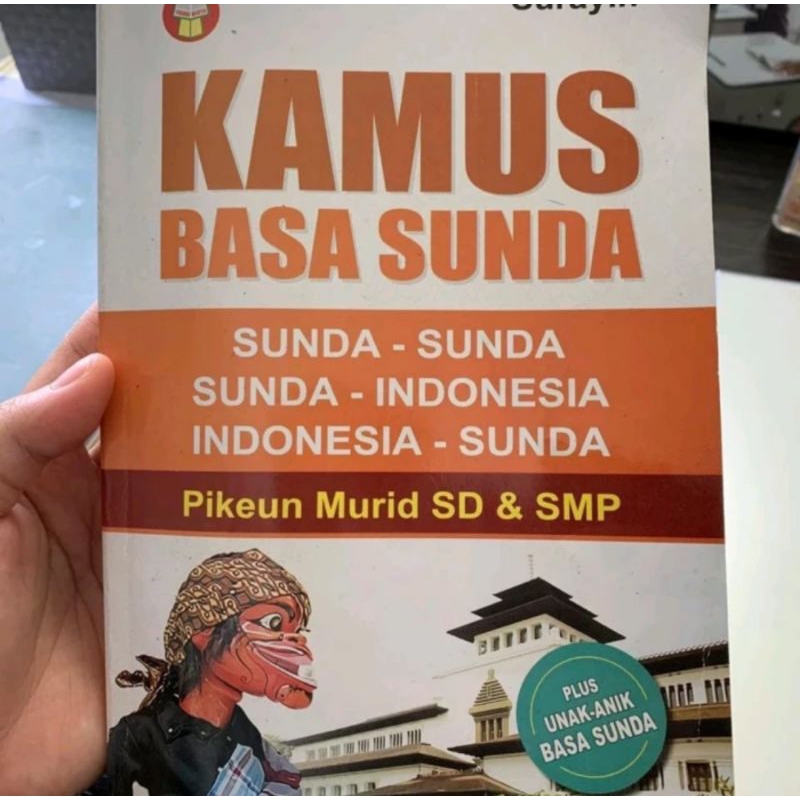 KAMUS
BASA SUNDA
SUNDA - SUNDA
SUNDA - INDONESIA
INDONESIA - SUNDA
Pikeun Murid SD & SMP
PLUS
UNAK-ANIK
BASA SUNDA